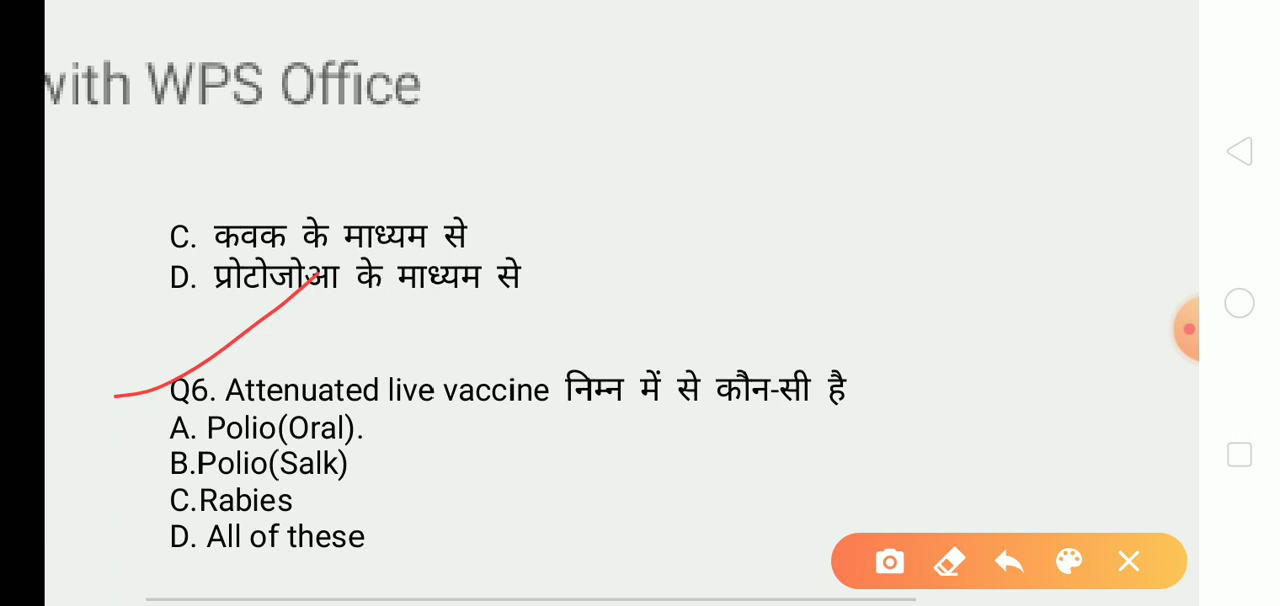 with WPS Office
C. कवक के माध्यम से
D. प्रोटोजोआ के माध्यम से
Q6. Attenuated live vaccine निम्न में से कौन-सी है
A. Polio(Oral).
B.Polio(Salk)
C.Rabies
D. All of these